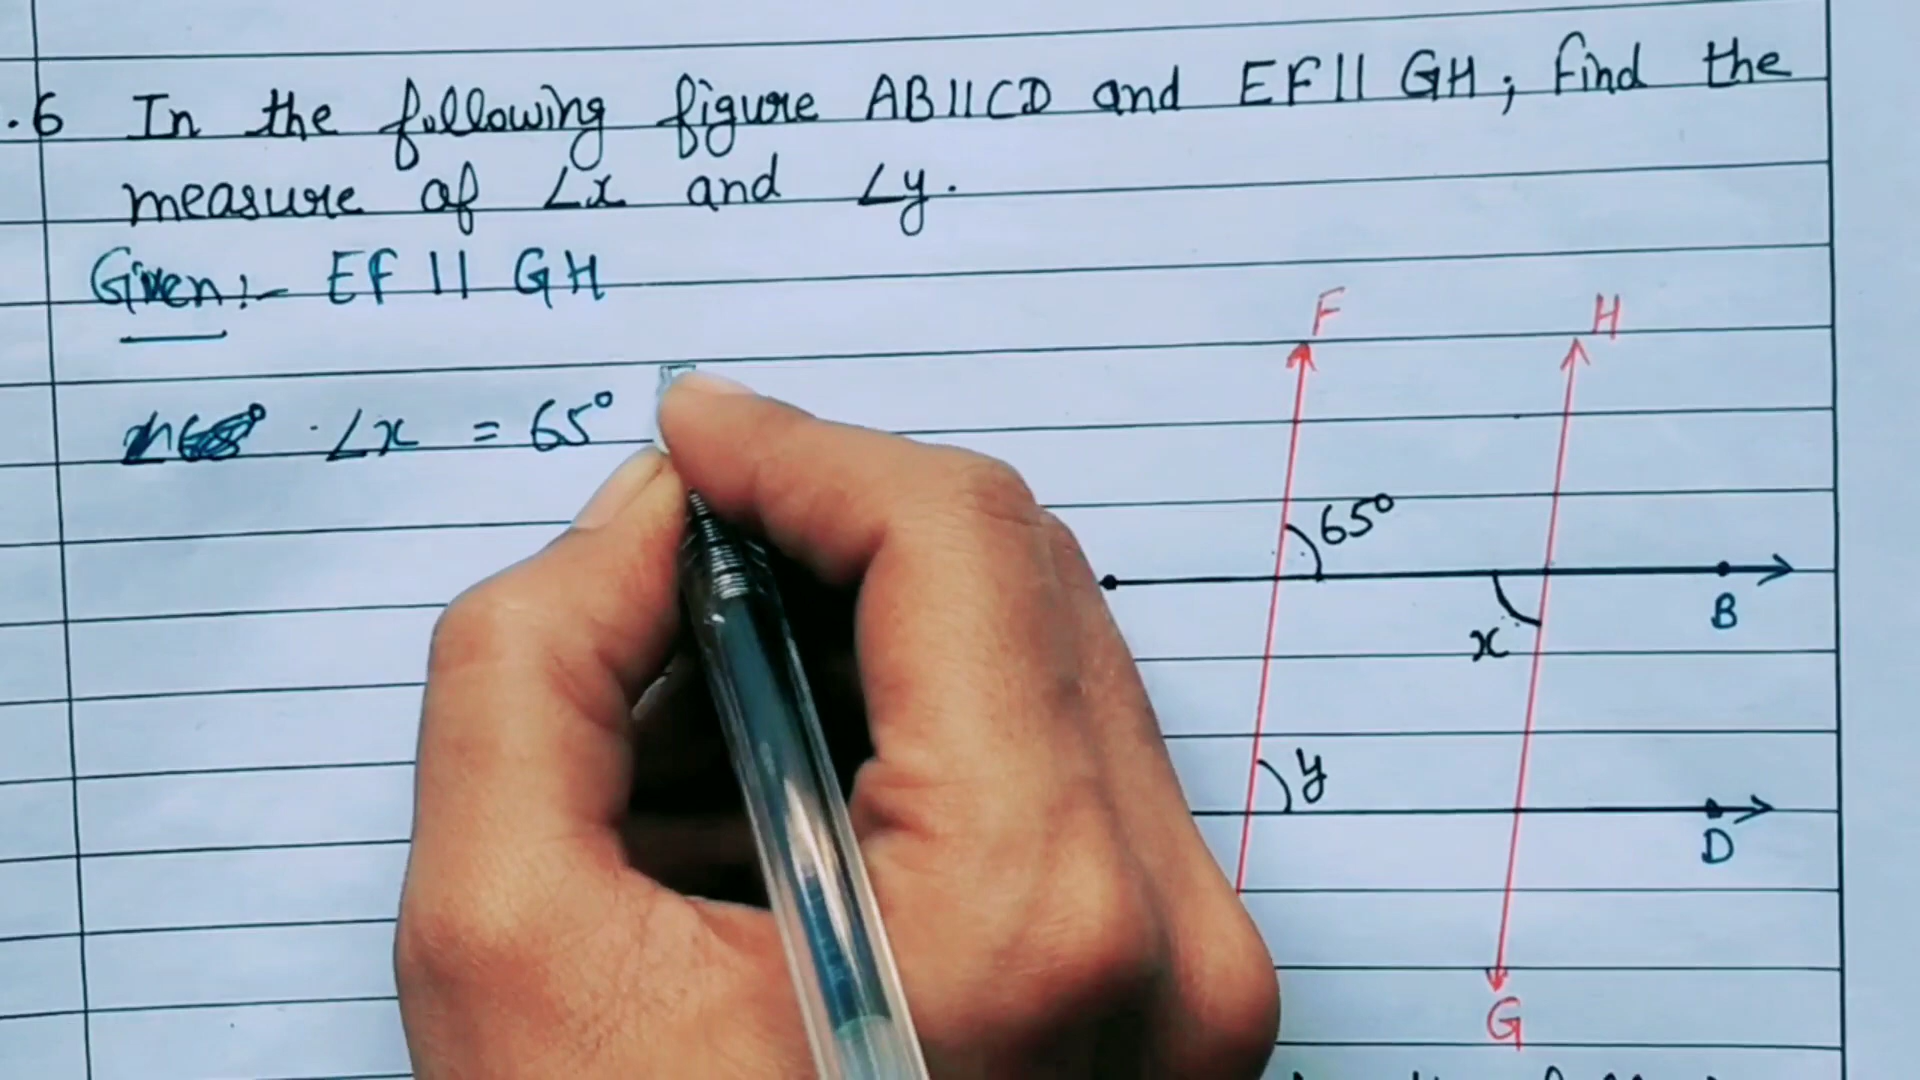 .6 In the following figure AB||CD and EF|| GH; find the
measure of ∠x and ∠y.
Given:- EF || GH
∠x = 65°
F
H
65°
B
x
y
D
G